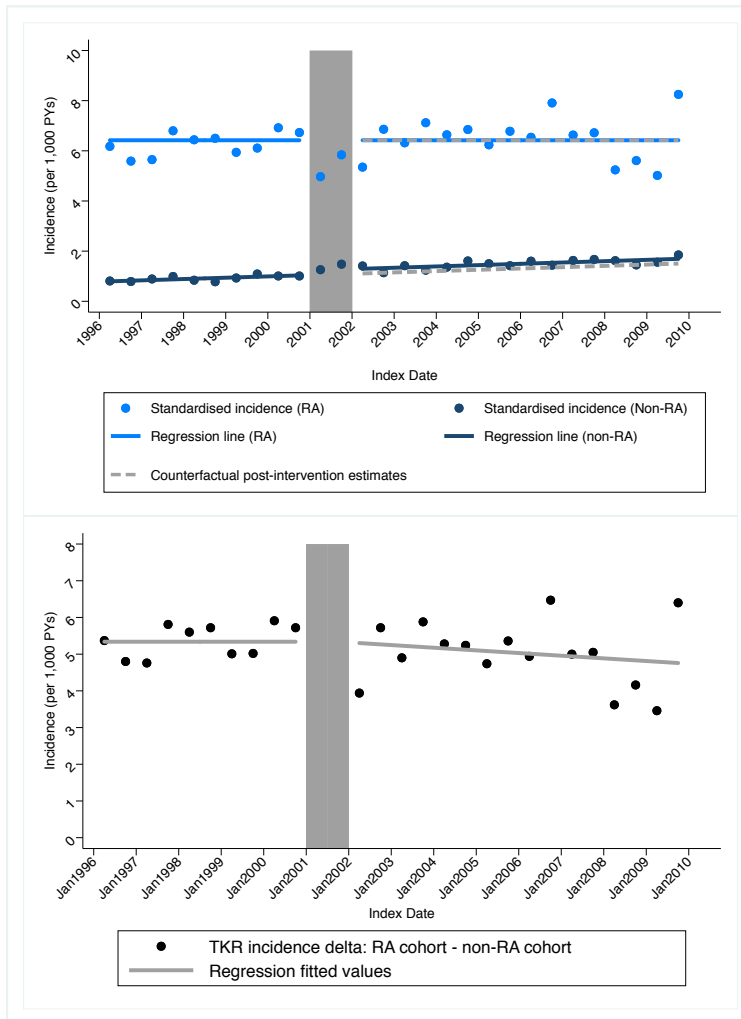 Incidence (per 1,000 PYs)
10
8
6
4
2
0
1996 1997 1998 1999 2000 2001 2002 2003 2004 2005 2006 2007 2008 2009 2010
Index Date
Standardised incidence (RA) Standardised incidence (Non-RA)
Regression line (RA) Regression line (non-RA)
Counterfactual post-intervention estimates
Incidence (per 1,000 PYs)
8
7
6
5
4
3
2
1
0
Jan1996 Jan1997 Jan1998 Jan1999 Jan2000 Jan2001 Jan2002 Jan2003 Jan2004 Jan2005 Jan2006 Jan2007 Jan2008 Jan2009 Jan2010
Index Date
TKR incidence delta: RA cohort - non-RA cohort
Regression fitted values